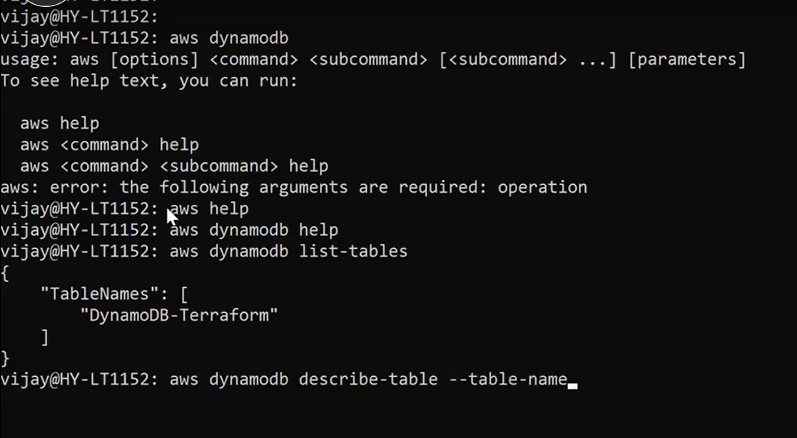 vijay@HY-LT1152:
vijay@HY-LT1152: aws dynamodb
usage: aws [options] <command> <subcommand> [<subcommand> ...] [parameters]
To see help text, you can run:
aws help
aws <command> help
aws <command> <subcommand> help
aws: error: the following arguments are required: operation
vijay@HY-LT1152: aws help
vijay@HY-LT1152: aws dynamodb help
vijay@HY-LT1152: aws dynamodb list-tables
{
"TableNames": [
"DynamoDB-Terraform"
]
}
vijay@HY-LT1152: aws dynamodb describe-table --table-name